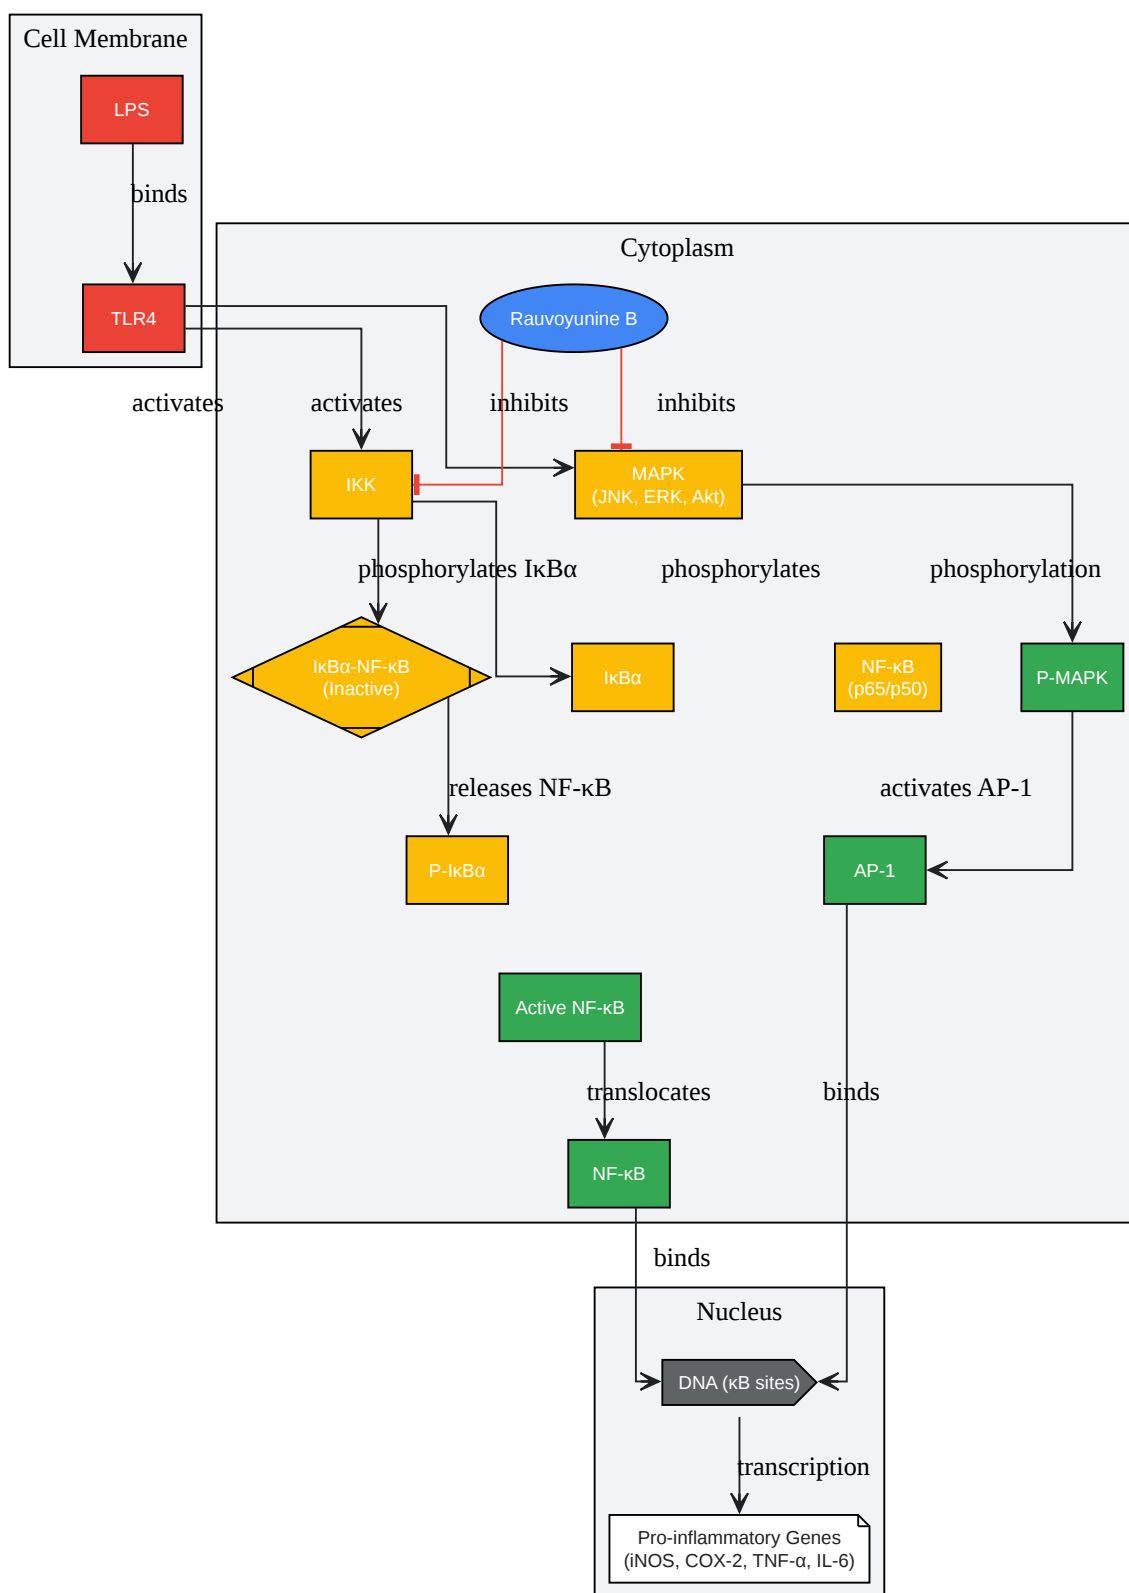 Cell Membrane
LPS
binds
Cytoplasm
TLR4
Rauvoyunine B
activates
activates
inhibits
inhibits
IKK
MAPK
(JNK, ERK, Akt)
phosphorylates IκBα
phosphorylates
phosphorylation
IκBα-NF-κB
(Inactive)
IκBα
NF-κB
(p65/p50)
P-MAPK
releases NF-κB
activates AP-1
P-IκBα
AP-1
Active NF-κB
translocates
binds
NF-κB
binds
Nucleus
DNA (κB sites)
transcription
Pro-inflammatory Genes
(iNOS, COX-2, TNF-α, IL-6)